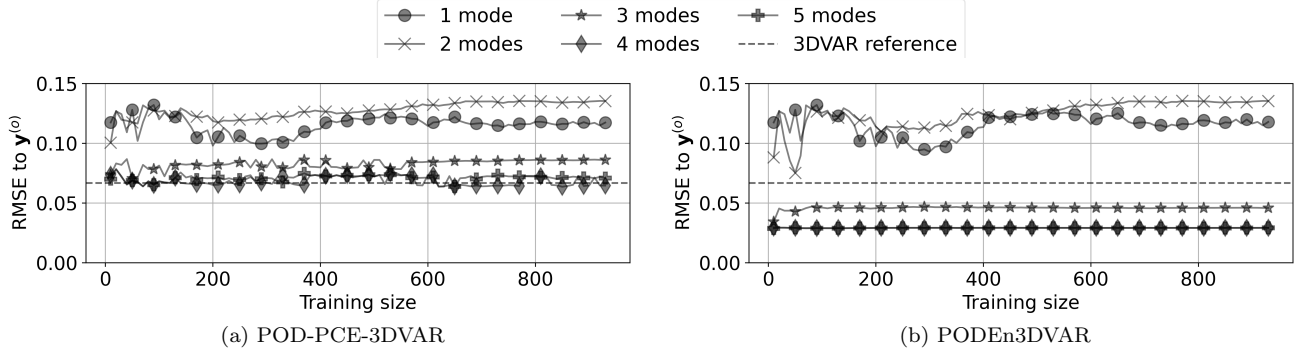 1 mode
3 modes
5 modes
2 modes
4 modes
3DVAR reference
0.15
0.10
0.05
0.00
RMSE to y^(o)
0
200
400
600
800
Training size
(a) POD-PCE-3DVAR
0.15
0.10
0.05
0.00
RMSE to y^(o)
0
200
400
600
800
Training size
(b) PODEn3DVAR